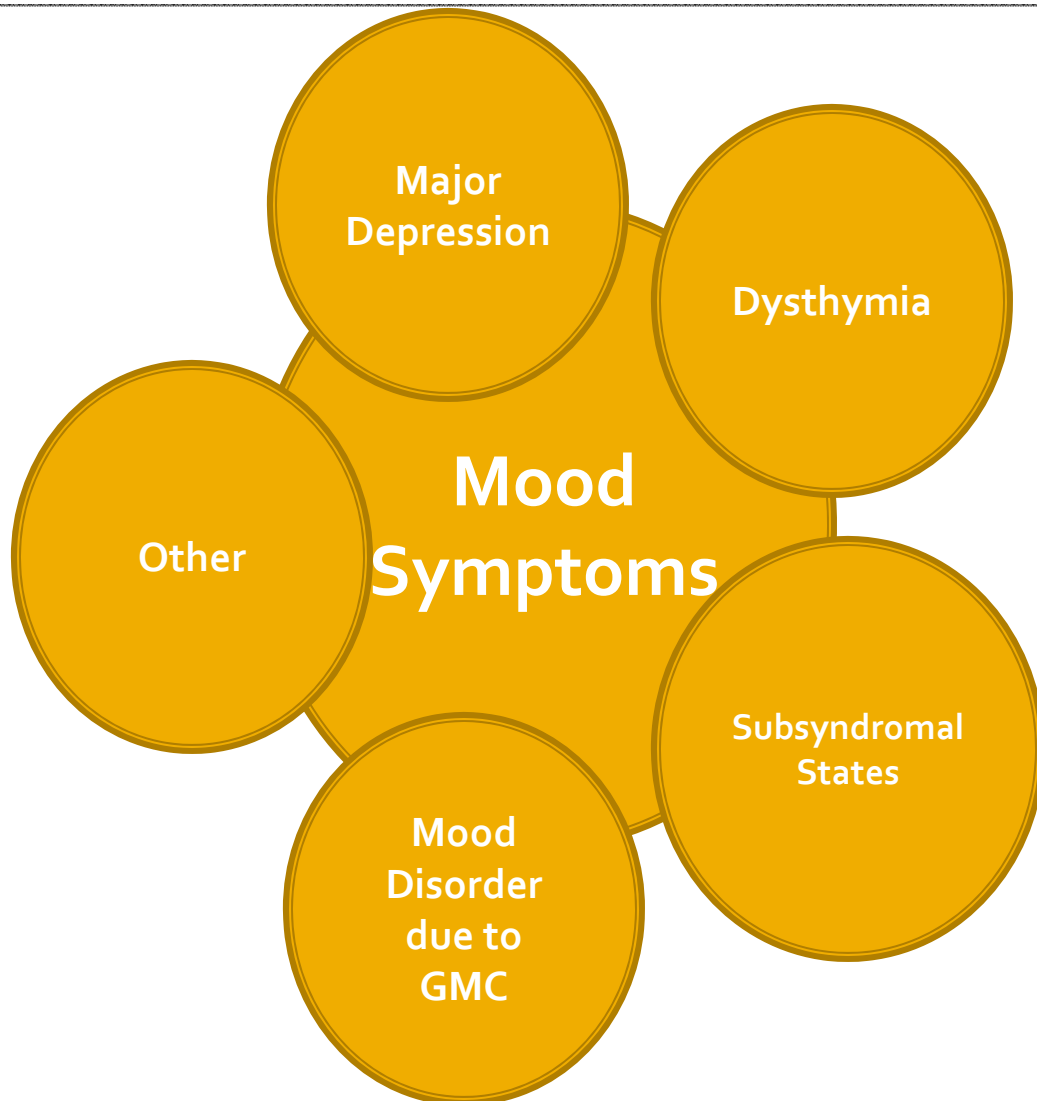 Major
Depression
Dysthymia
Mood
Symptoms
Other
Subsyndromal
States
Mood
Disorder
due to
GMC